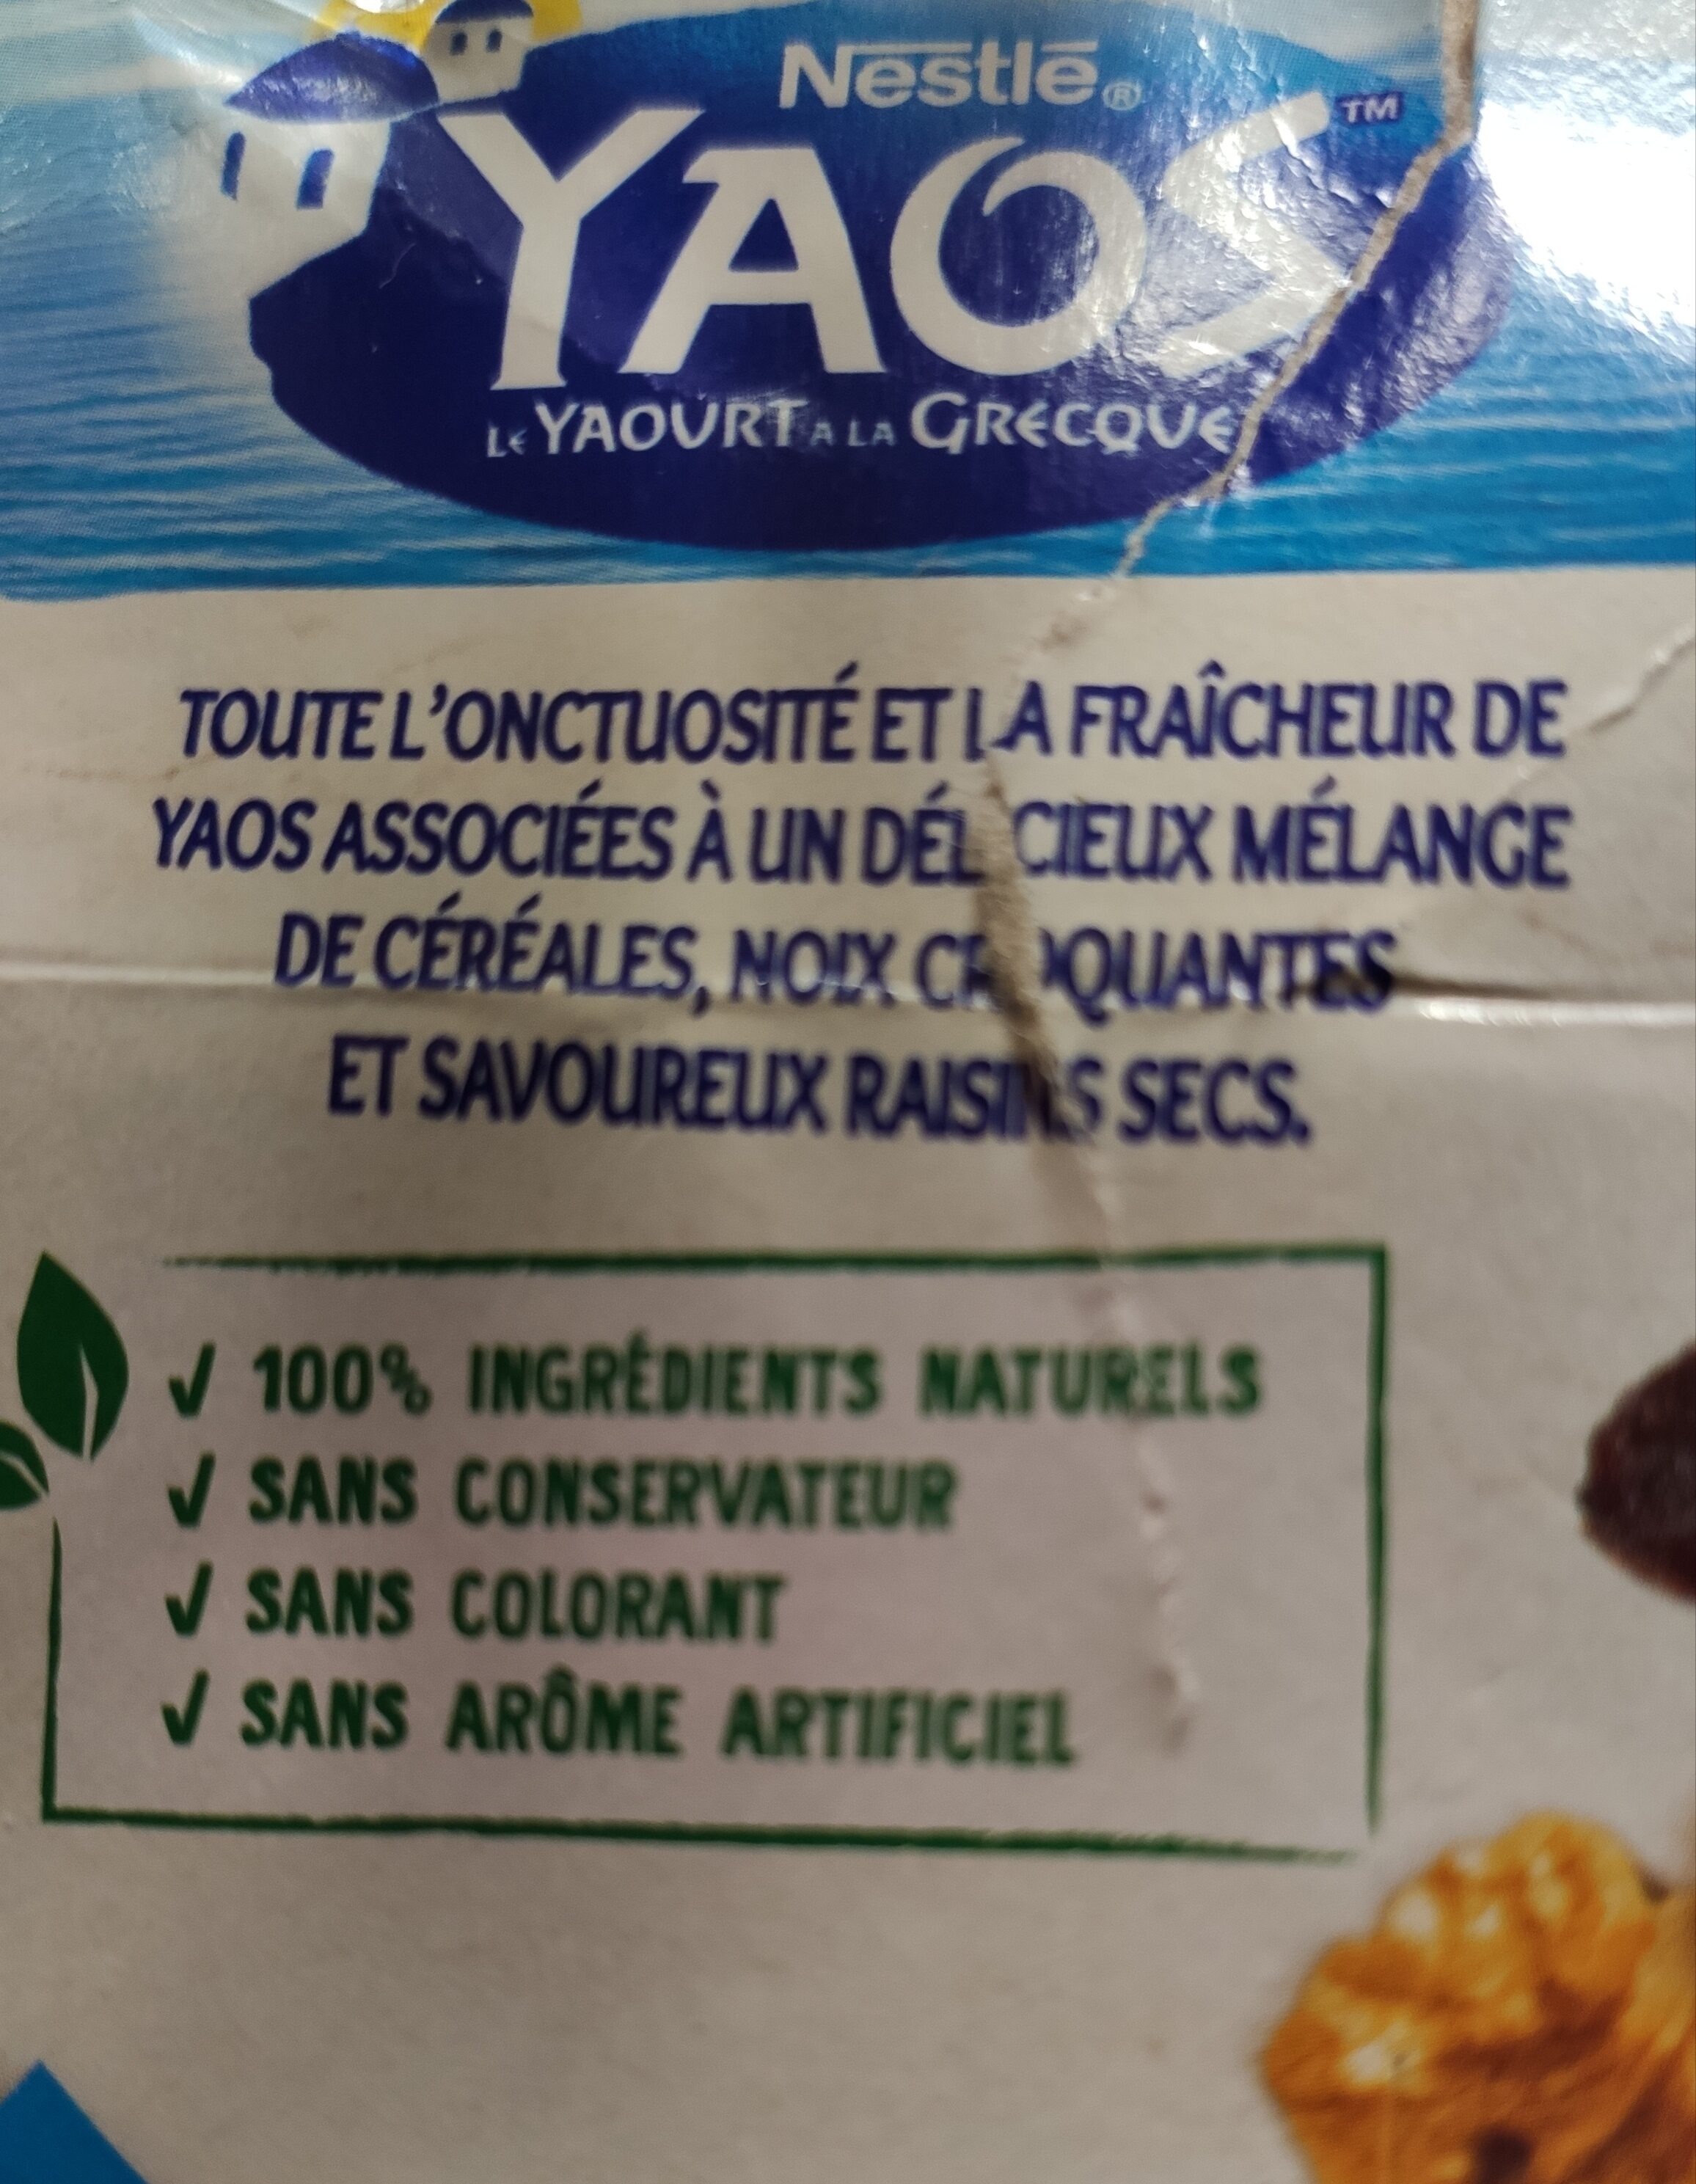 Nestlé®
YAOS™
LE YAOURT A LA GRECQUE
TOUTE L'ONCTUOSITÉ ET LA FRAÎCHEUR DE
YAOS ASSOCIÉES À UN DÉLICIEUX MÉLANGE
DE CÉRÉALES, NOIX CROQUANTES
ET SAVOUREUX RAISINS SECS.
✓ 100% INGRÉDIENTS NATURELS
✓ SANS CONSERVATEUR
✓ SANS COLORANT
✓ SANS ARÔME ARTIFICIEL